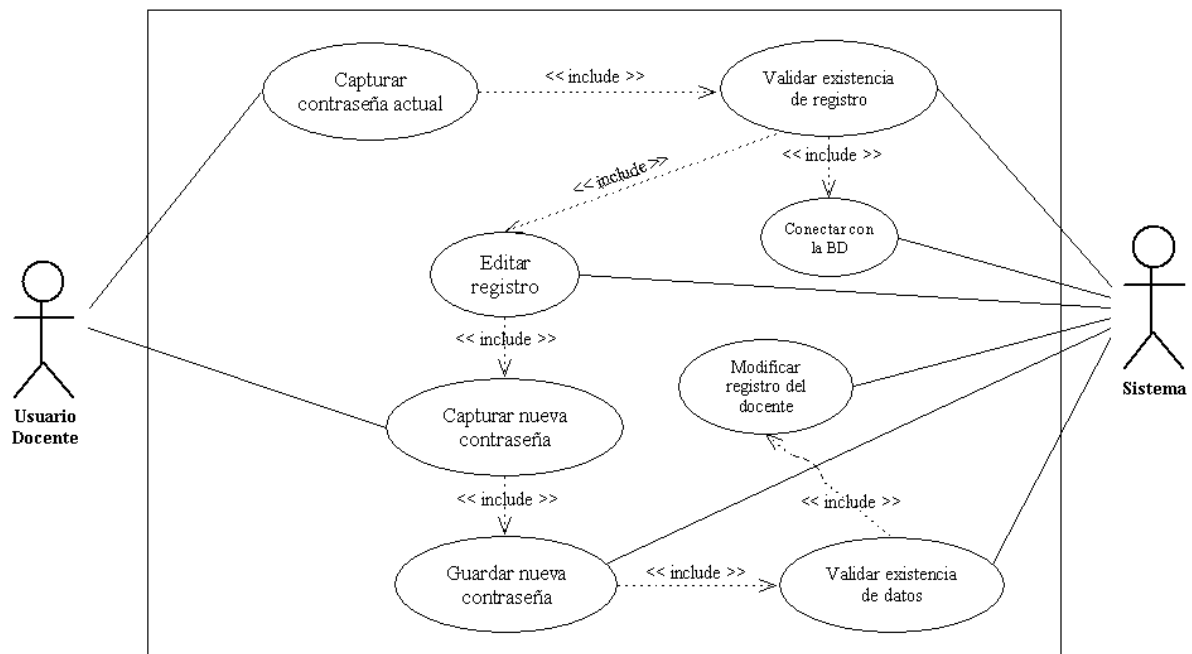 Capturar
contraseña actual
<< include >>
Validar existencia
de registro
<< include >>
<< include >>
Conectar con
la BD
Editar
registro
<< include >>
Modificar
registro del
docente
Usuario
Docente
Sistema
Capturar nueva
contraseña
<< include >>
<< include >>
Guardar nueva
contraseña
<< include >>
Validar existencia
de datos